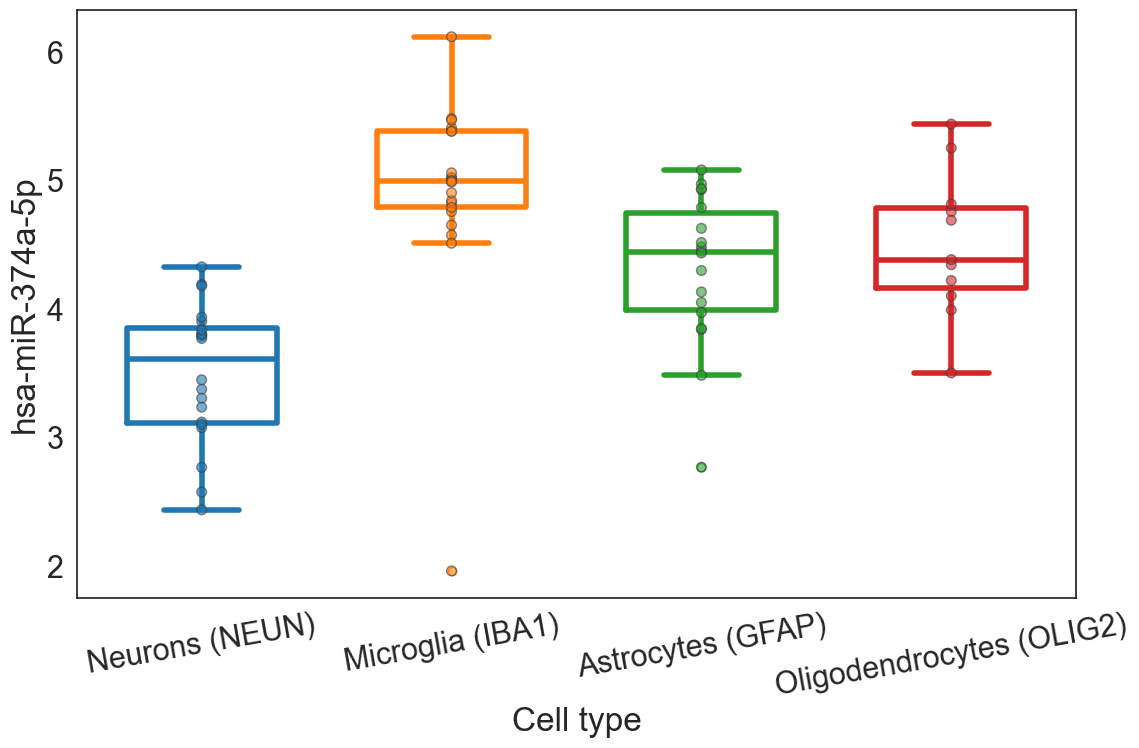 hsa-miR-374a-5p
6
5
4
3
2
Neurons (NEUN)
Microglia (IBA1)
Astrocytes (GFAP)
Oligodendrocytes (OLIG2)
Cell type